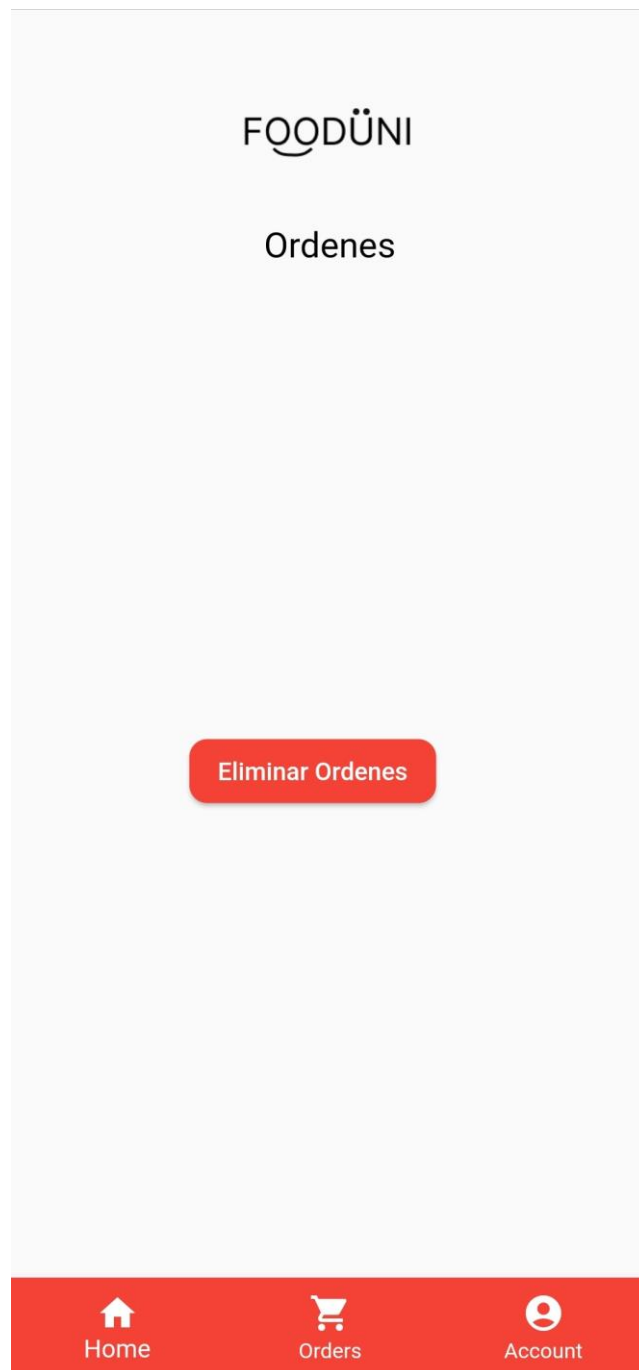 FOODÜNI
Ordenes
Eliminar Ordenes
Home
Orders
Account